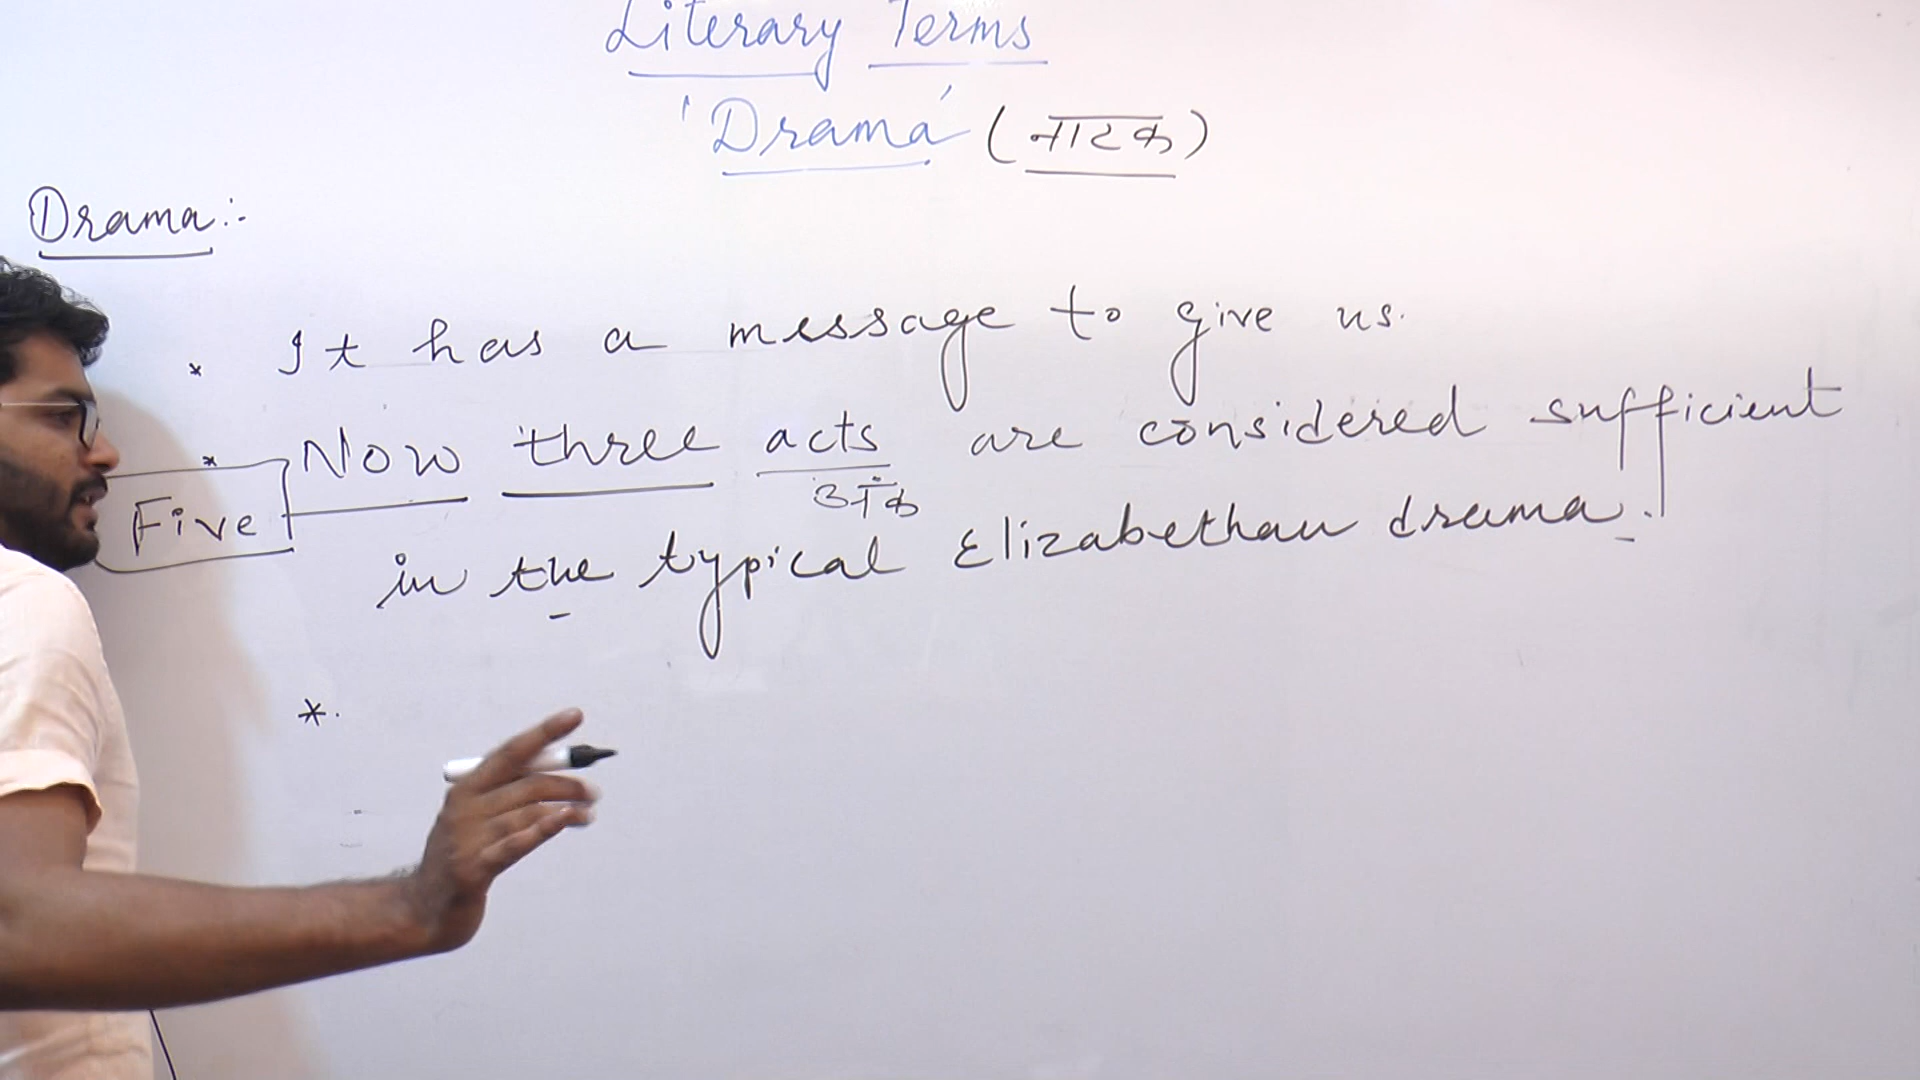 Literary Terms
'Drama' (नाटक)
Drama:-
* It has a message to give us.
* Now three acts are considered sufficient
अंक
Five
in the typical Elizabethan drama.
*.